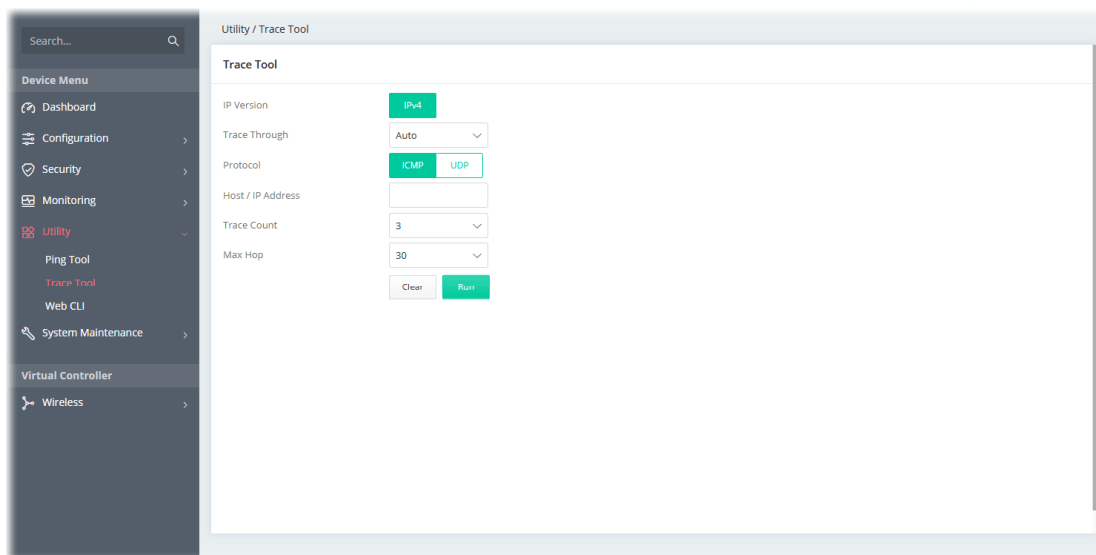 Search...
Device Menu
Dashboard
Configuration
Security
Monitoring
Utility
Ping Tool
Trace Tool
Web CLI
System Maintenance
Virtual Controller
Wireless
Utility / Trace Tool
Trace Tool
IP Version IPv4
Trace Through Auto
Protocol ICMP UDP
Host / IP Address
Trace Count 3
Max Hop 30
Clear Run